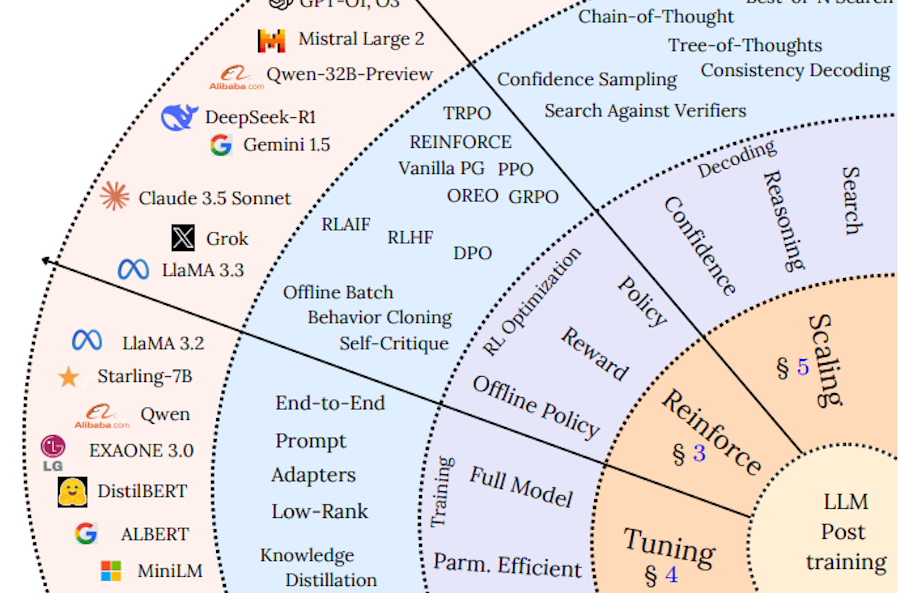 GPT-O1, O3
Mistral Large 2
Alibaba.com
Qwen-32B-Preview
DeepSeek-R1
Gemini 1.5
Claude 3.5 Sonnet
Grok
LlaMA 3.3
LlaMA 3.2
Starling-7B
Alibaba.com
Qwen
LG
EXAONE 3.0
DistilBERT
ALBERT
MiniLM
Best-of-N Search
Chain-of-Thought
Tree-of-Thoughts
Confidence Sampling
Consistency Decoding
Search Against Verifiers
TRPO
REINFORCE
Vanilla PG
PPO
OREO
GRPO
RLAIF
RLHF
DPO
Offline Batch
Behavior Cloning
Self-Critique
End-to-End
Prompt
Adapters
Low-Rank
Knowledge
Distillation
Decoding
Confidence
Reasoning
Search
RL Optimization
Policy
Reward
Offline Policy
Training
Full Model
Parm. Efficient
Scaling
§ 5
Reinforce
§ 3
Tuning
§ 4
LLM
Post
training